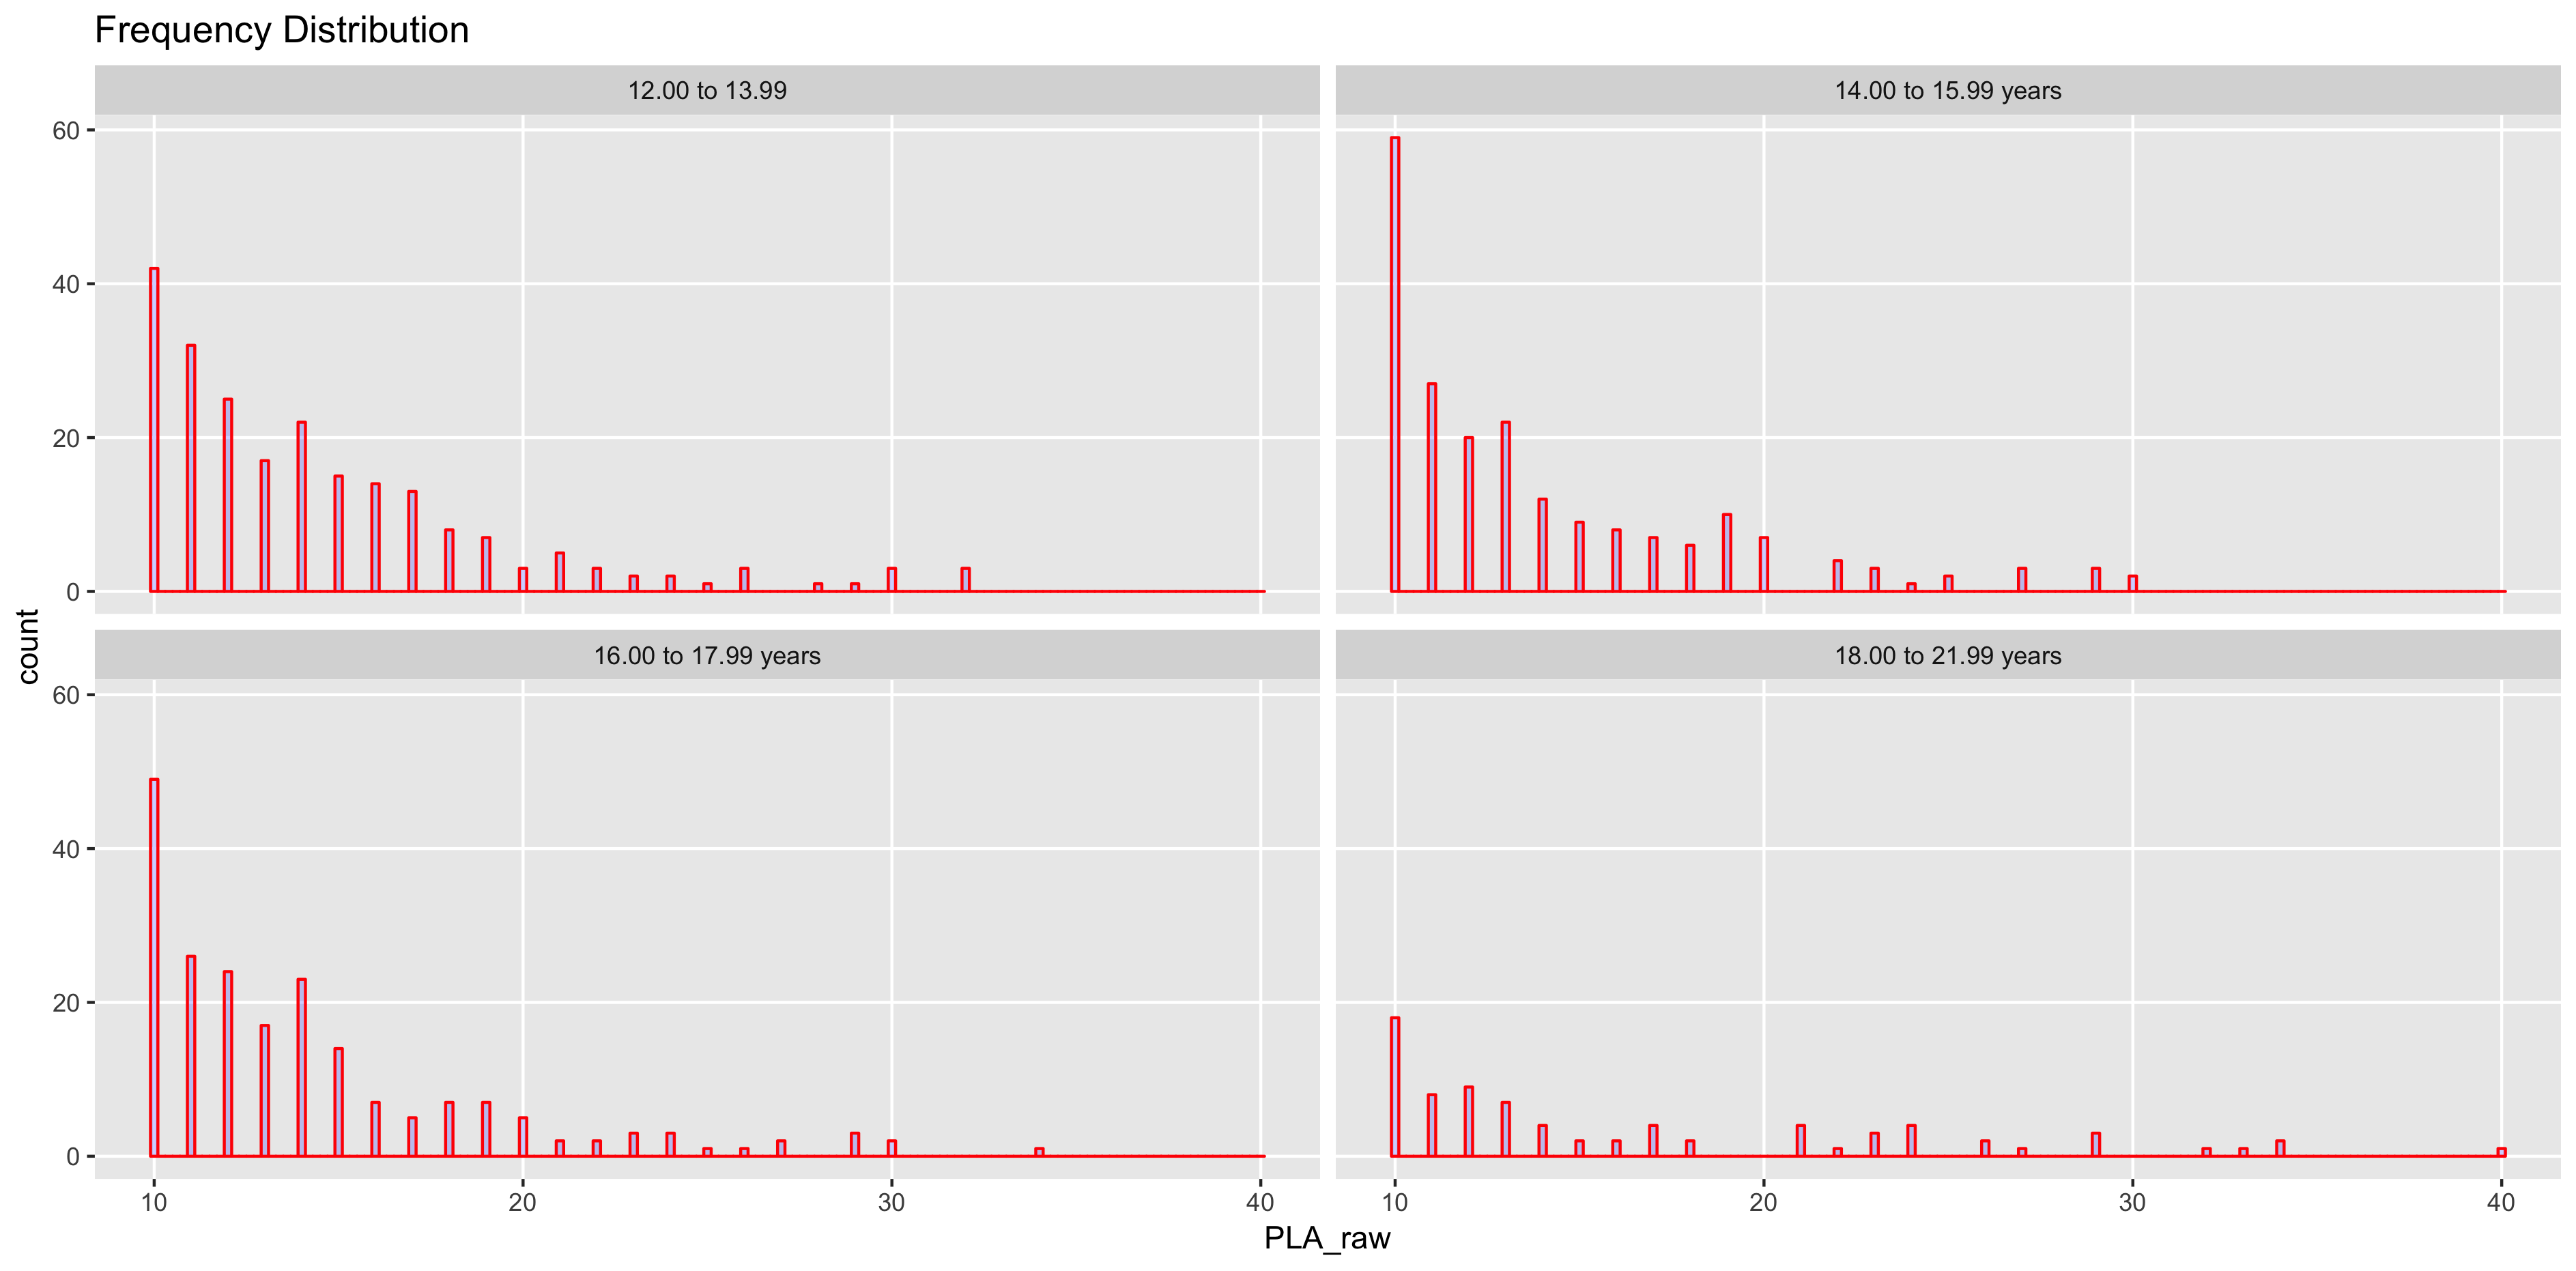 Frequency Distribution
12.00 to 13.99
14.00 to 15.99 years
60
40
20
0
count
16.00 to 17.99 years
18.00 to 21.99 years
60
40
20
0
10 20 30 40 10 20 30 40
PLA_raw